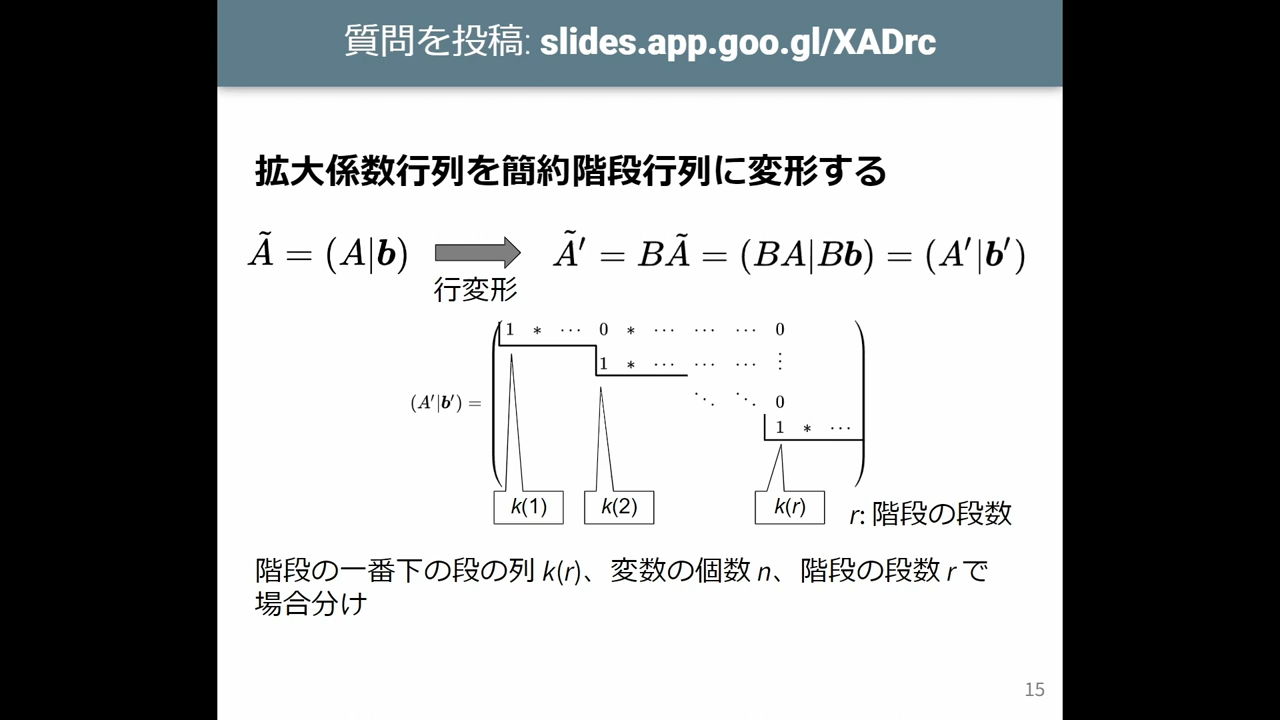 質問を投稿: slides.app.goo.gl/XADrc
拡大係数行列を簡約階段行列に変形する
Ã = (A|b) Ã′ = BÃ = (BA|Bb) = (A′|b′)
行変形
1 * ⋯ 0 * ⋯ ⋯ ⋯ 0
1 * ⋯ ⋯ ⋯ ⋮
(A′|b′) = ⋱ ⋱ 0
1 * ⋯
k(1) k(2) k(r) r: 階段の段数
階段の一番下の段の列 k(r)、変数の個数 n、階段の段数 r で
場合分け
15